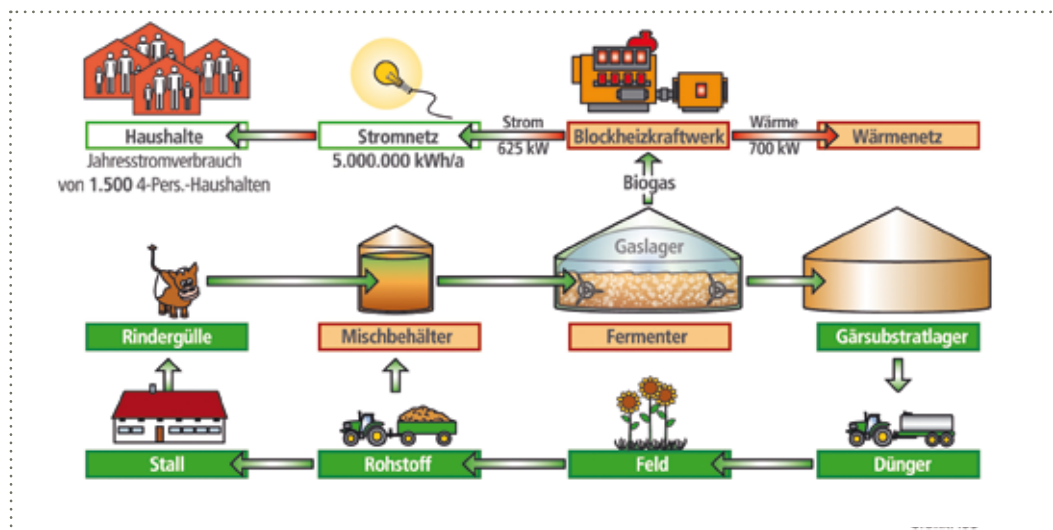 Haushalte
Jahresstromverbrauch
von 1.500 4-Pers.-Haushalten
Stromnetz
5.000.000 kWh/a
Strom
625 kW
Blockheizkraftwerk
Wärme
700 kW
Wärmenetz
Biogas
Gaslager
Rindergülle
Mischbehälter
Fermenter
Gärsubstratlager
Stall
Rohstoff
Feld
Dünger